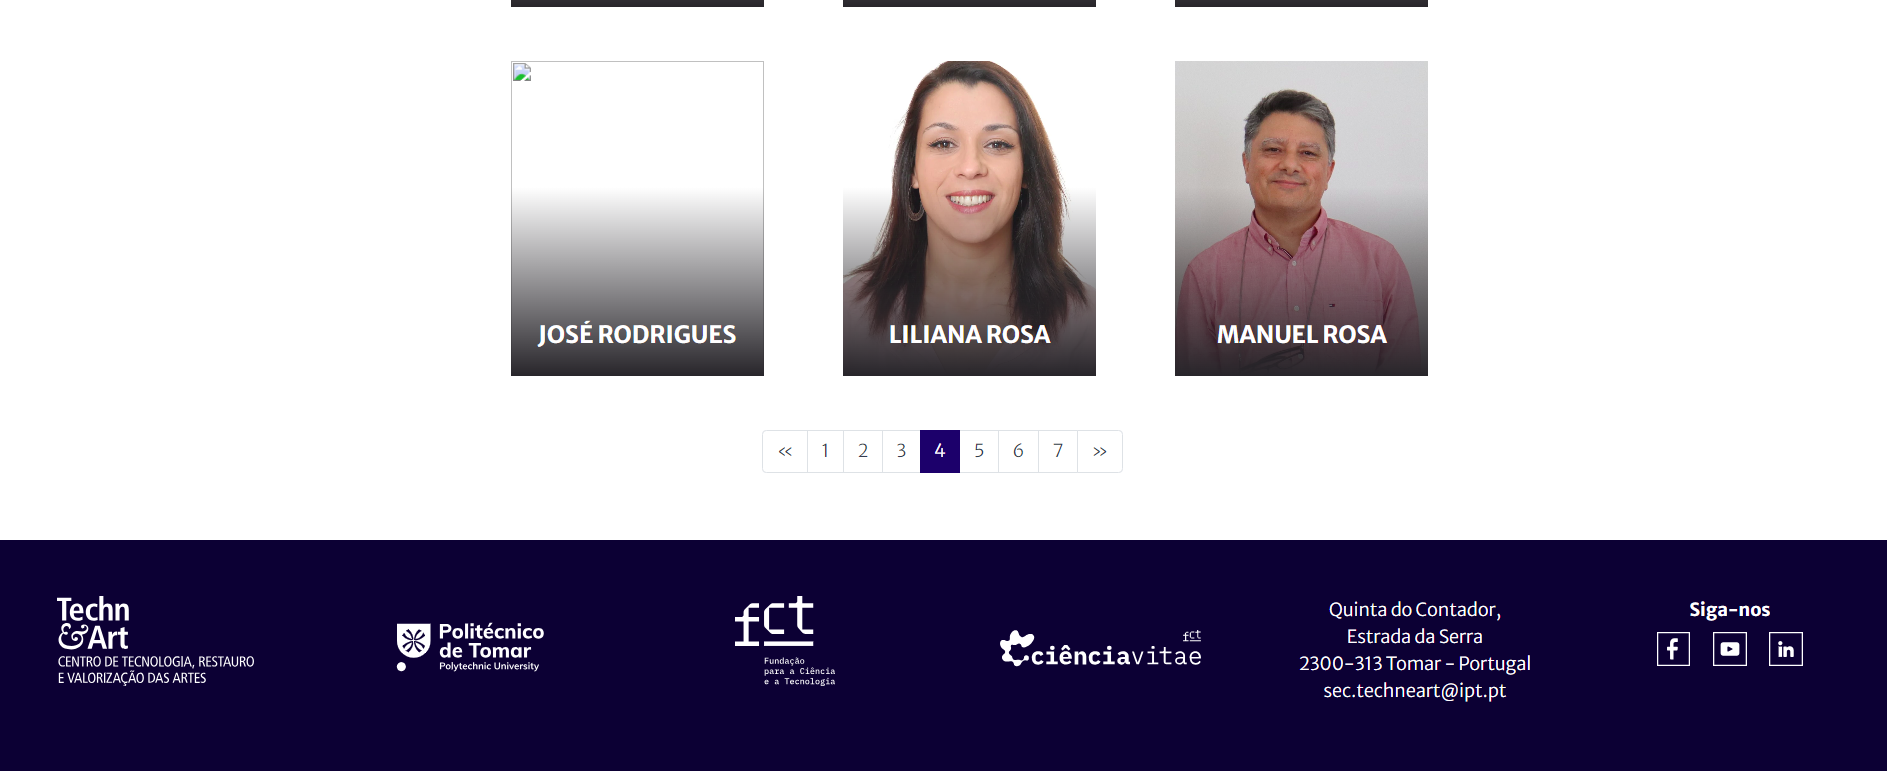 JOSÉ RODRIGUES
LILIANA ROSA
MANUEL ROSA
« 1 2 3 4 5 6 7 »
Techn
&Art
CENTRO DE TECNOLOGIA, RESTAURO
E VALORIZAÇÃO DAS ARTES
Politécnico
de Tomar
Polytechnic University
fct
Fundação
para a Ciência
e a Tecnologia
fct
ciênciavitae
Quinta do Contador,
Estrada da Serra
2300-313 Tomar - Portugal
sec.techneart@ipt.pt
Siga-nos
f
in